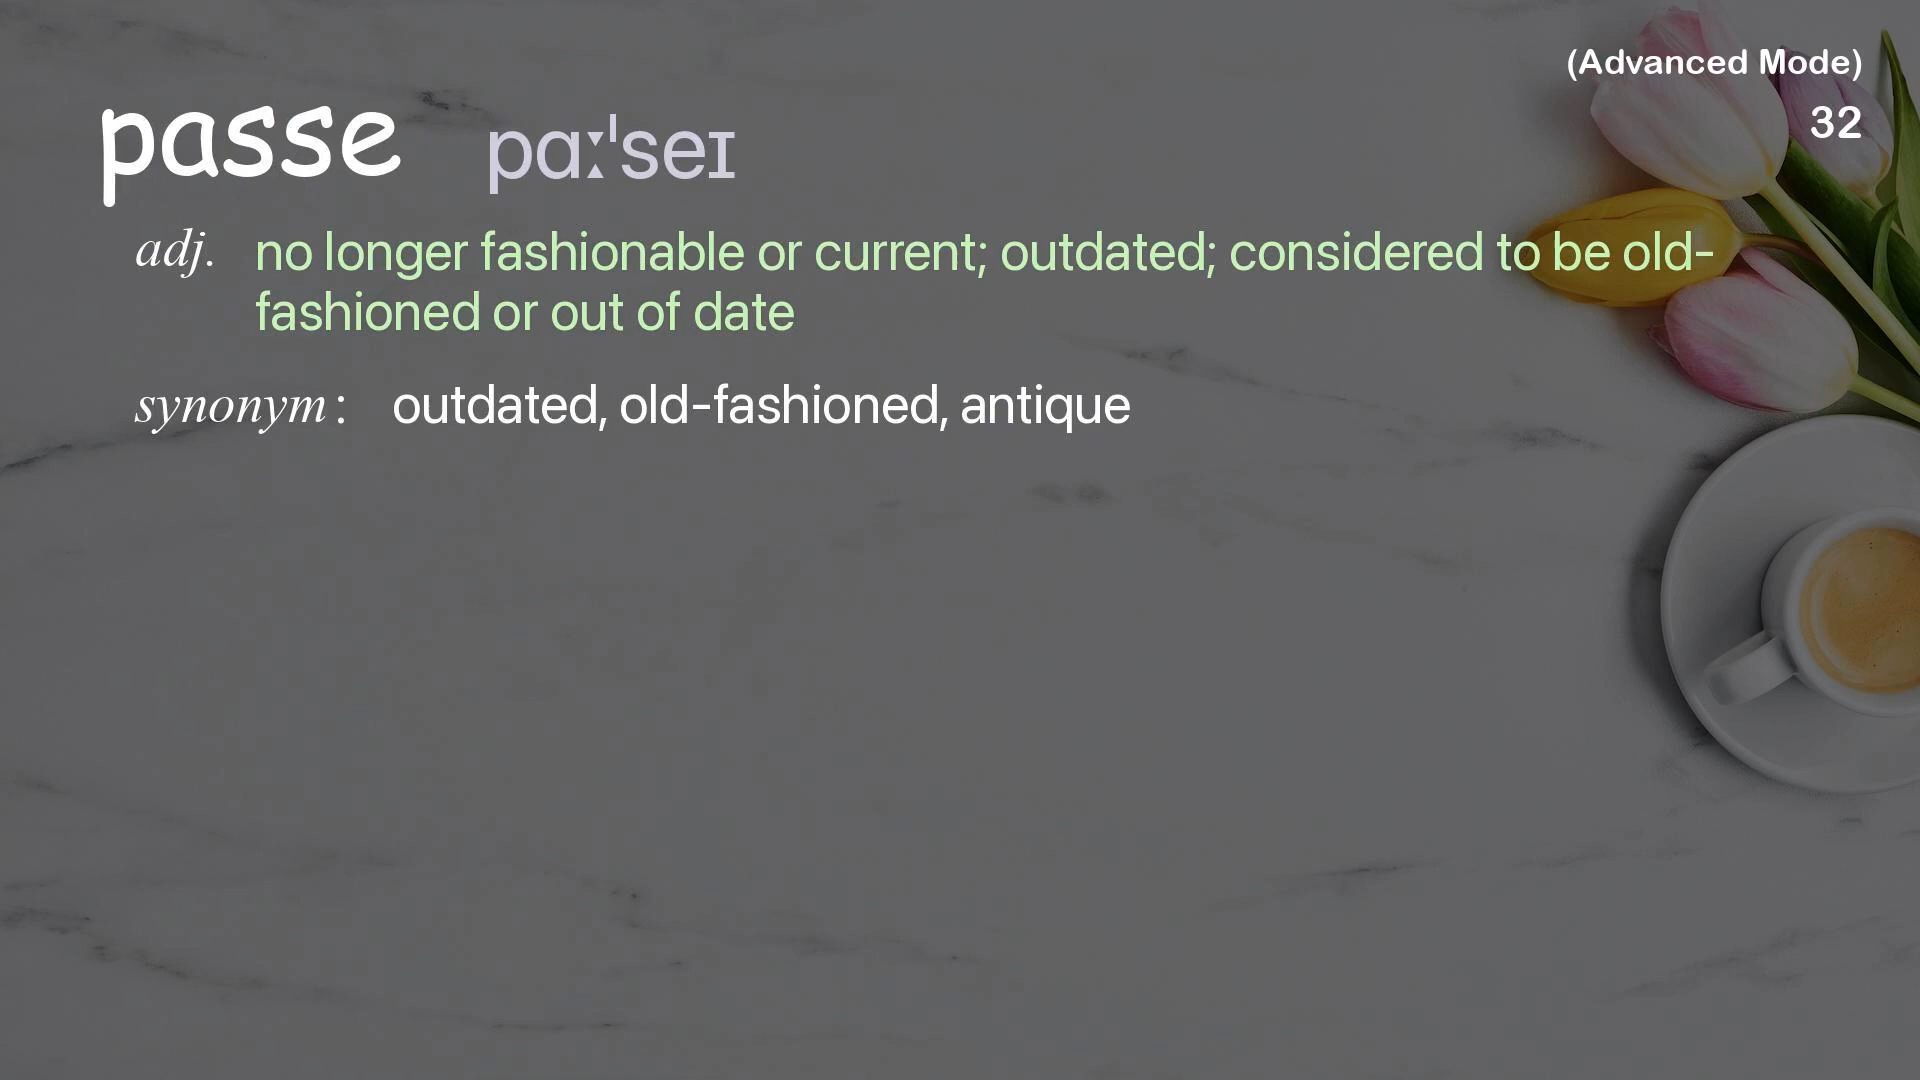 (Advanced Mode)
32
passe pɑːˈseɪ
adj. no longer fashionable or current; outdated; considered to be old-
fashioned or out of date
synonym: outdated, old-fashioned, antique